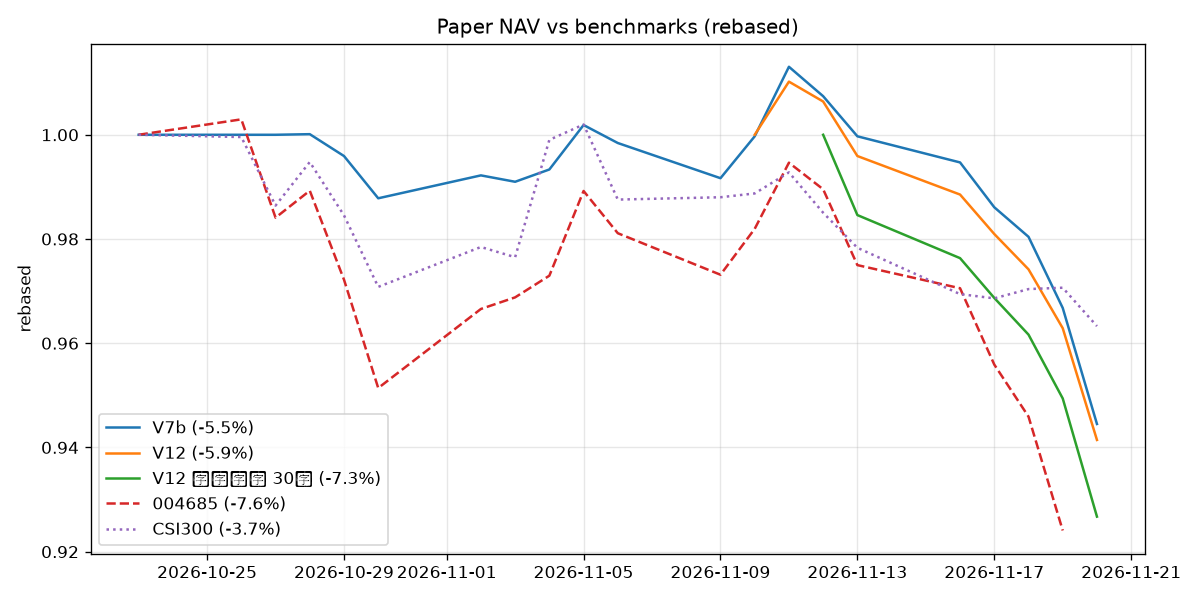 Paper NAV vs benchmarks (rebased)
rebased
1.00
0.98
0.96
0.94
0.92
V7b (-5.5%)
V12 (-5.9%)
V12 30 (-7.3%)
004685 (-7.6%)
CSI300 (-3.7%)
2026-10-25
2026-10-29
2026-11-01
2026-11-05
2026-11-09
2026-11-13
2026-11-17
2026-11-21